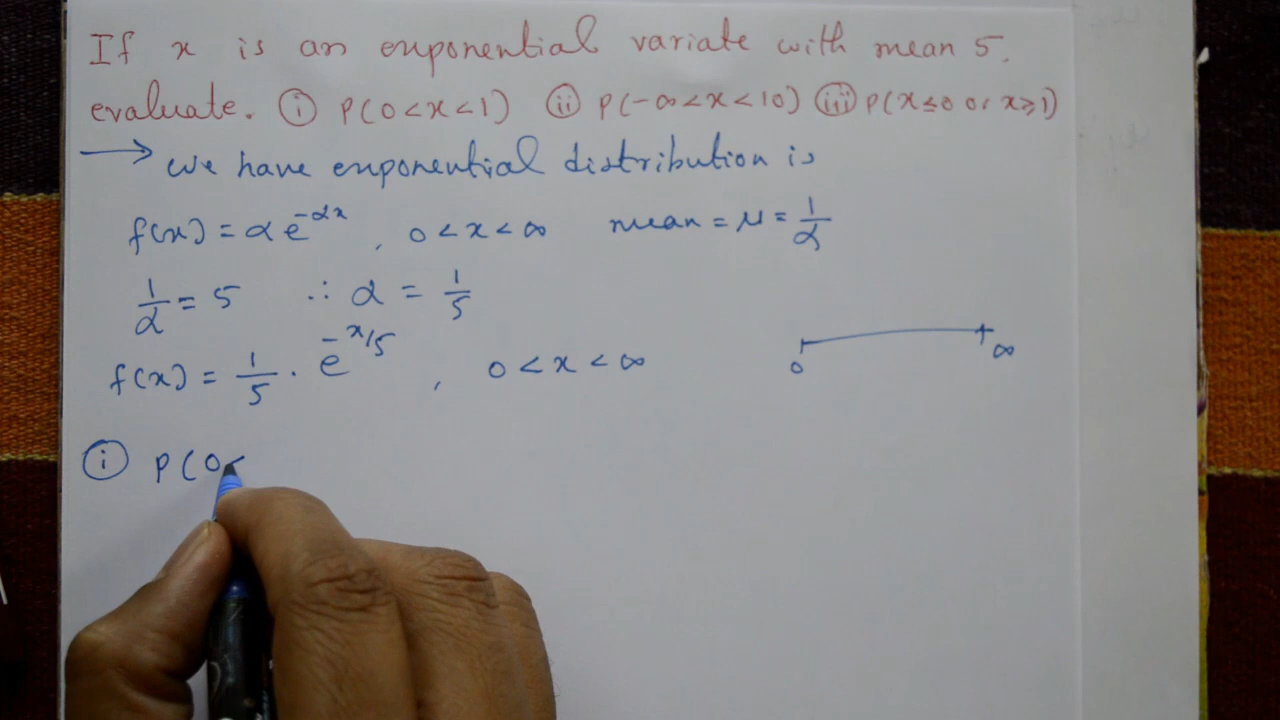 If x is an exponential variate with mean 5.
evaluate. (i) P(0<x<1) (ii) P(-∞<x<10) (iii) P(x≤0 or x≥1)
→ we have exponential distribution is
f(x) = αe^{-αx}, 0<x<∞ mean = μ = 1/α
1/α = 5 ∴ α = 1/5
f(x) = 1/5 · e^{-x/5}, 0<x<∞
0 ∞
(i) P(0<